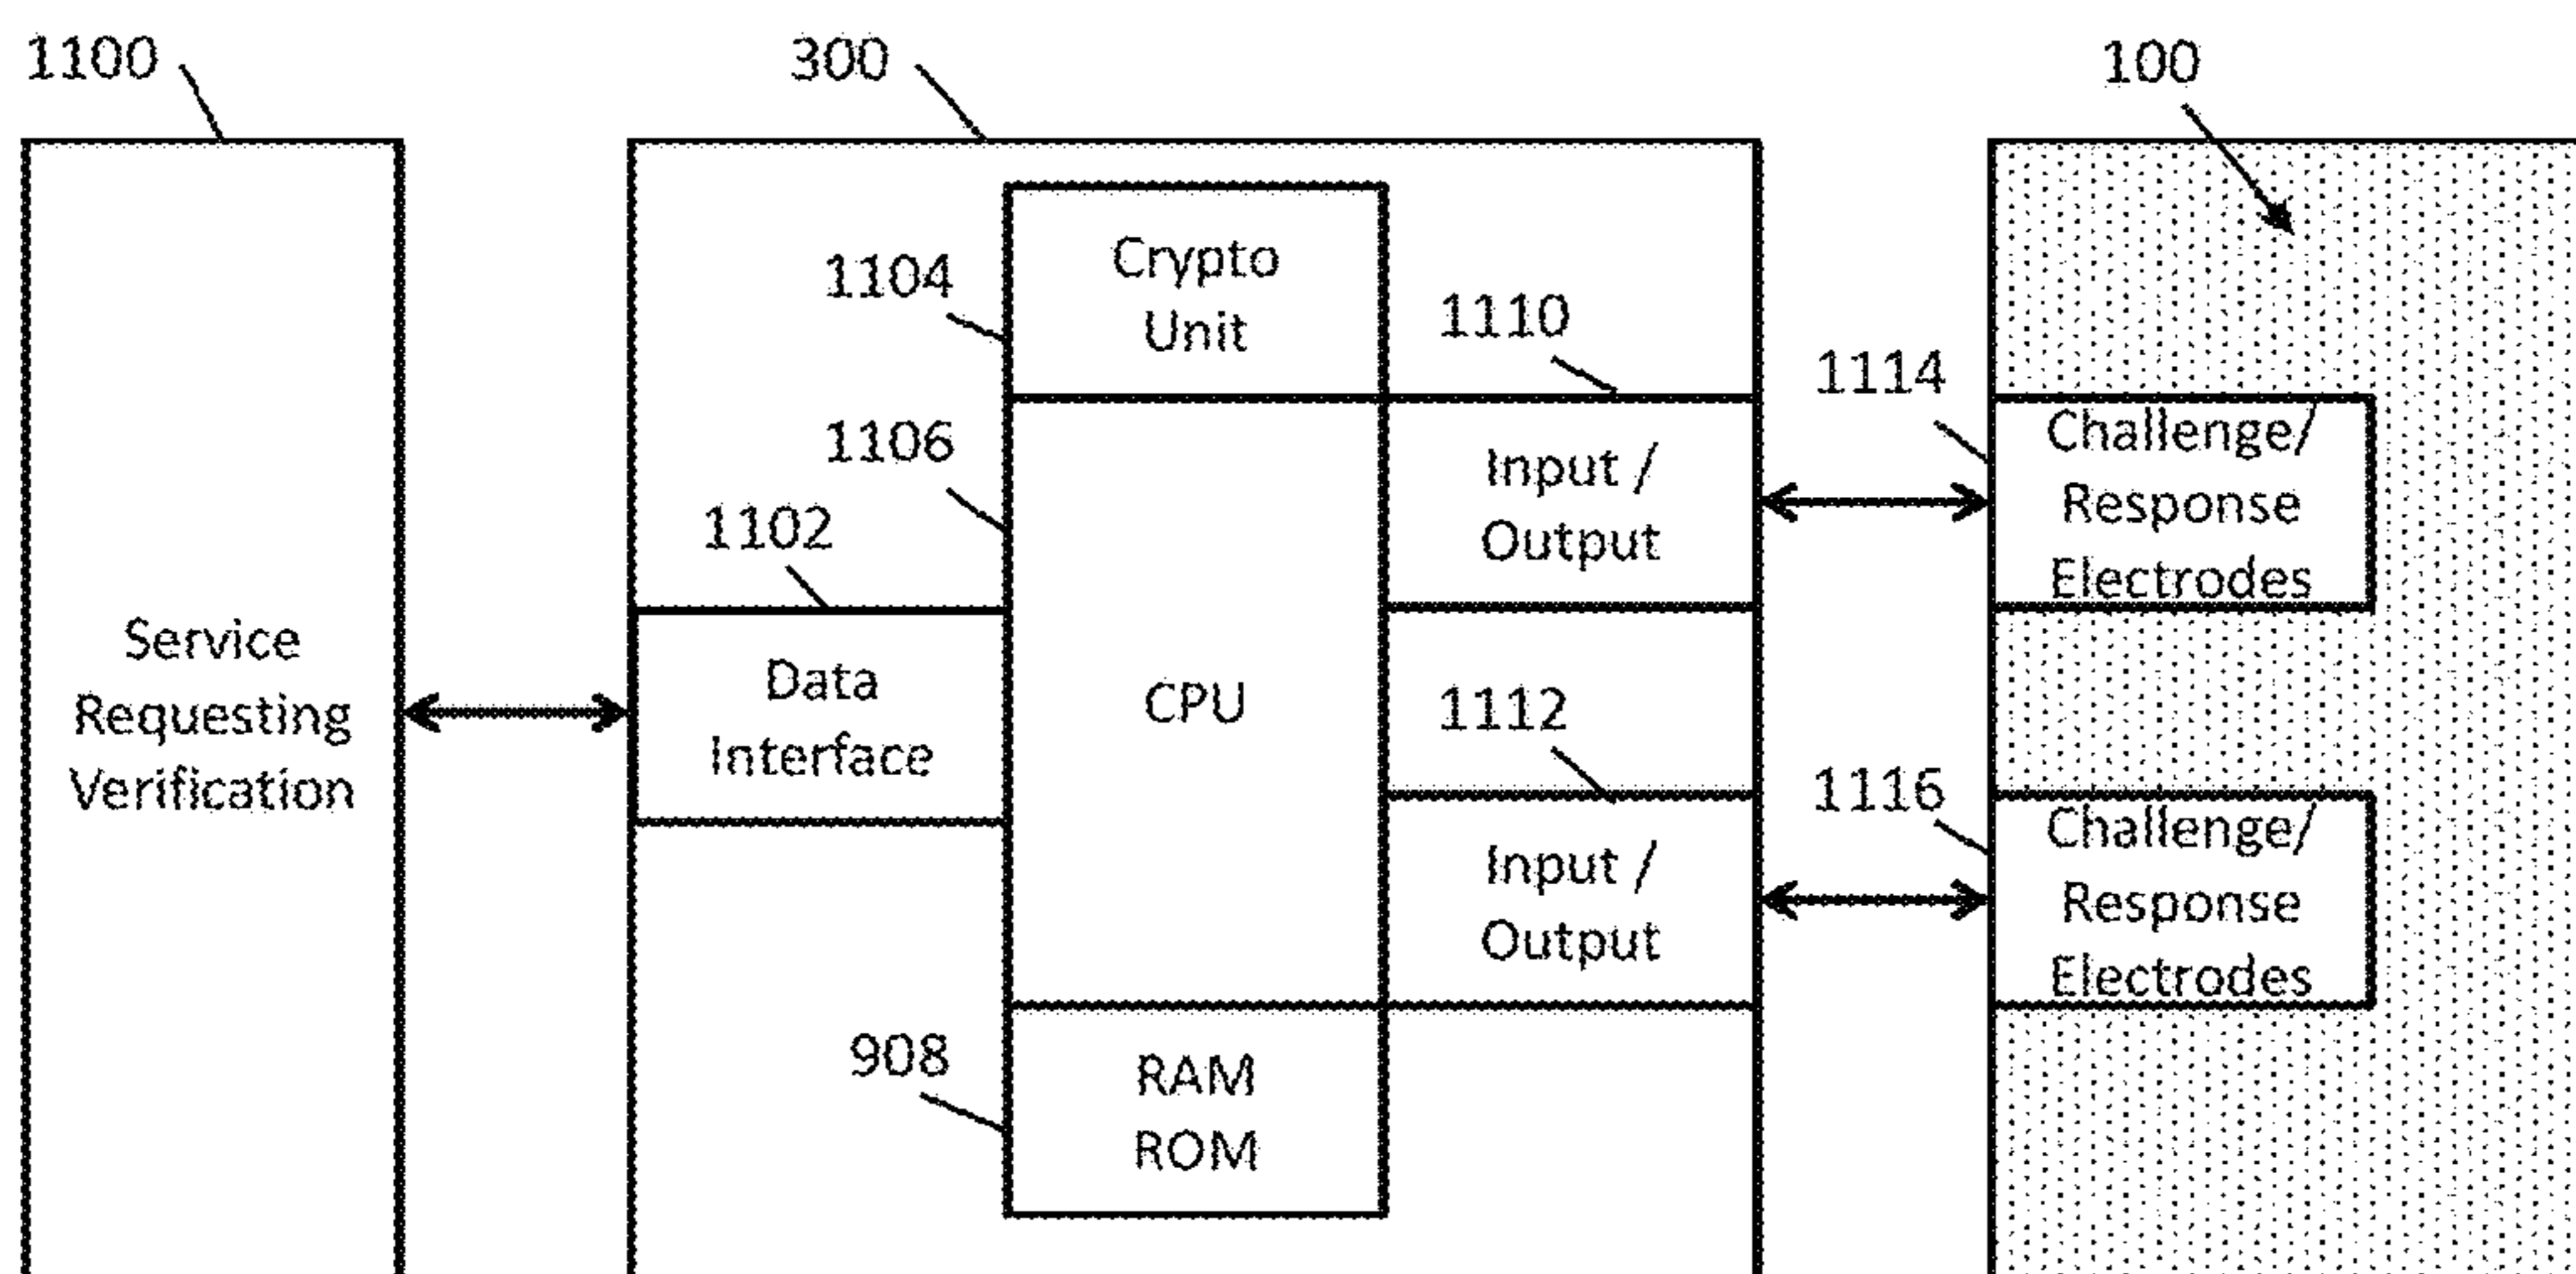 1100
300
100
1104
Crypto
Unit
1110
1114
Challenge/
Response
Electrodes
1106
Input /
Output
1102
Service
Requesting
Verification
Data
Interface
CPU
1112
1116
Challenge/
Response
Electrodes
Input /
Output
908
RAM
ROM